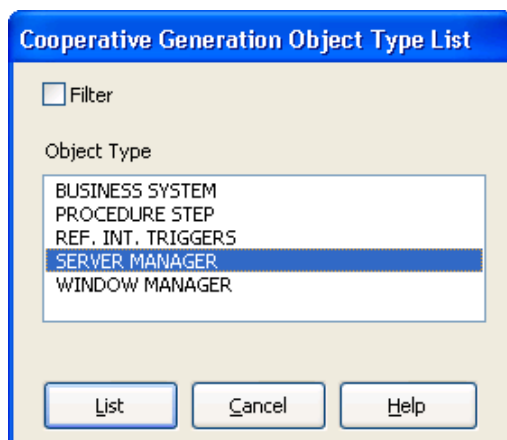 Cooperative Generation Object Type List
Filter
Object Type
BUSINESS SYSTEM
PROCEDURE STEP
REF. INT. TRIGGERS
SERVER MANAGER
WINDOW MANAGER
List Cancel Help